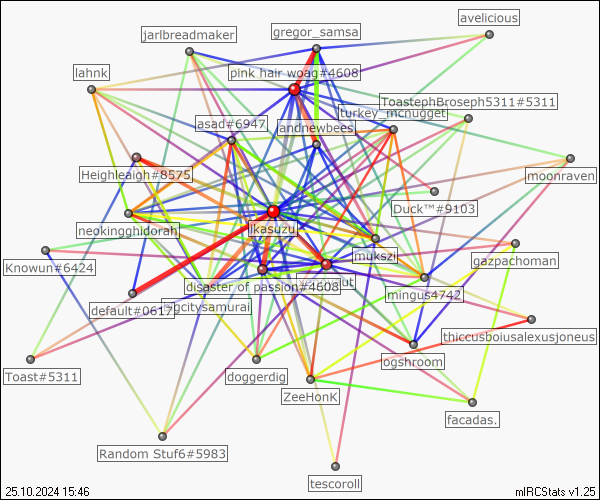 avelicious
gregor_samsa
jarlbreadmaker
pink hair woag#4608
lahnk
ToastephBroseph5311#5311
turkey_mcnugget
asad#6947
andnewbees
Heighleaigh#8575
moonraven
Duck™#9103
neokingghidorah
Ikasuzu
mukszi
gazpachoman
Knowun#6424
disaster of passion#4608
mingus4742
default#0617
thiccusboiusalexusjoneus
ogshroom
Toast#5311
doggerdig
ZeeHonK
facadas.
Random Stuf6#5983
tescoroll
25.10.2024 15:46
mIRCStats v1.25